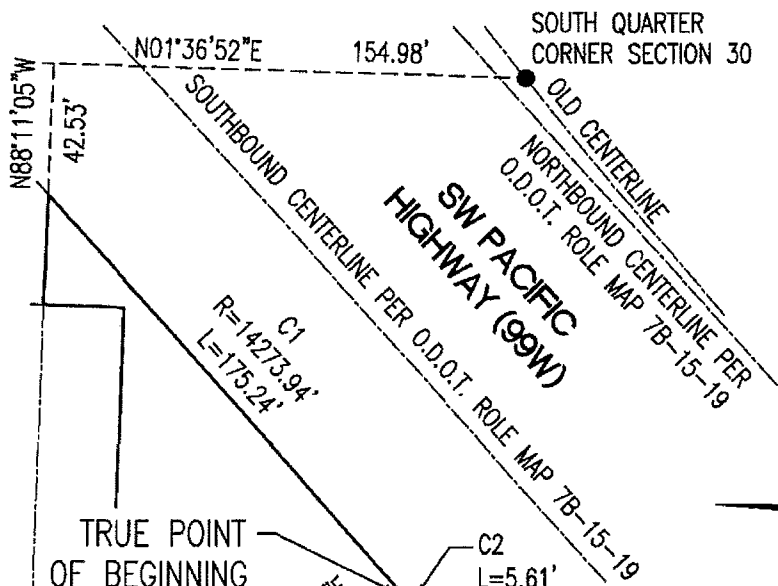 SOUTH QUARTER
CORNER SECTION 30
N01°36'52"E
154.98'
N88°11'05"W
42.53'
OLD CENTERLINE
NORTHBOUND CENTERLINE PER
O.D.O.T. ROLE MAP 7B-15-19
SW PACIFIC
HIGHWAY (99W)
SOUTHBOUND CENTERLINE PER O.D.O.T. ROLE MAP 7B-15-19
C1
R=14273.94'
L=175.24'
TRUE POINT
OF BEGINNING
C2
L=5.61'